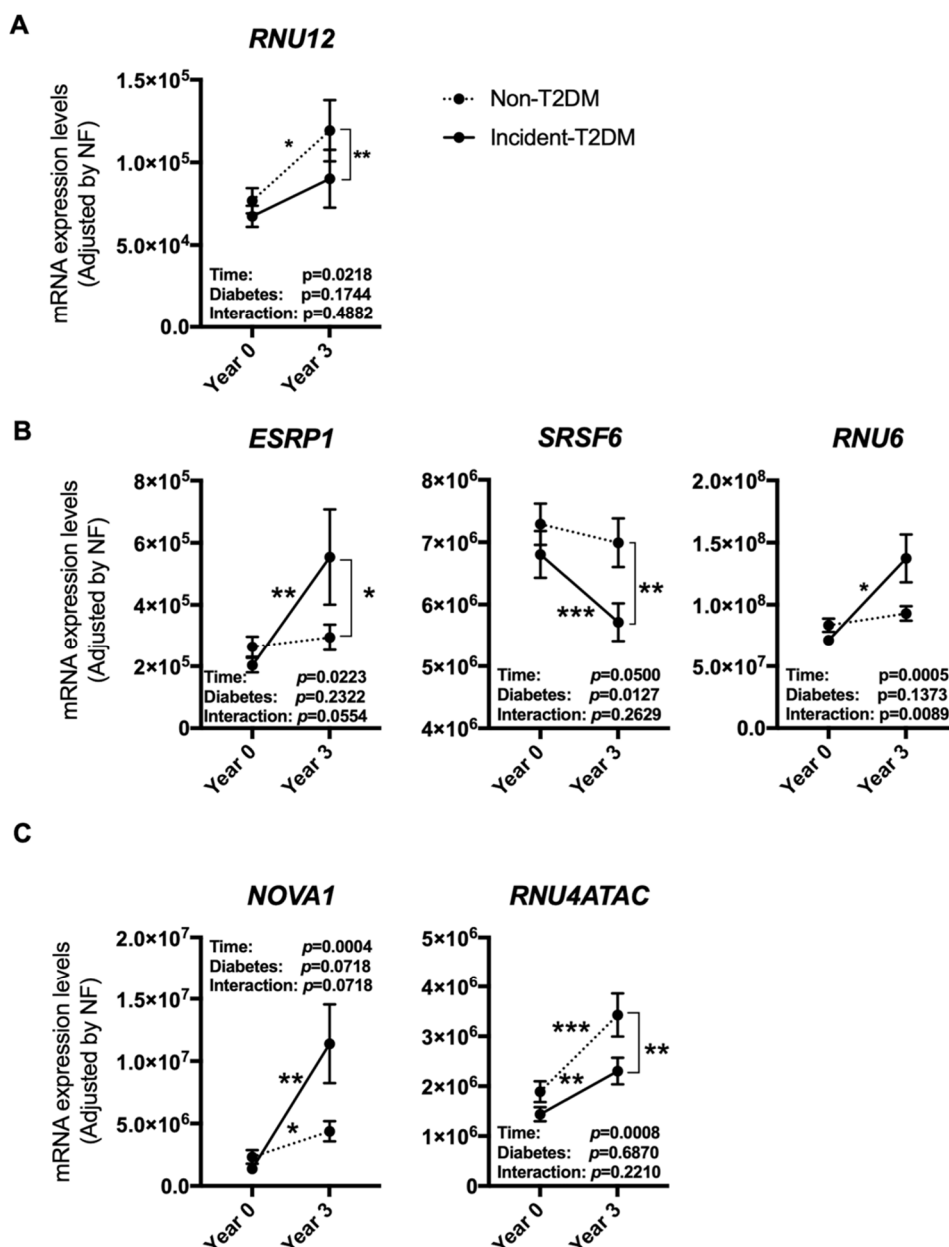 A
RNU12
mRNA expression levels
(Adjusted by NF)
1.5×10⁵
1.0×10⁵
5.0×10⁴
0.0
*
**
Time: p=0.0218
Diabetes: p=0.1744
Interaction: p=0.4882
Year 0
Year 3
Non-T2DM
Incident-T2DM
B
ESRP1
mRNA expression levels
(Adjusted by NF)
8×10⁵
6×10⁵
4×10⁵
2×10⁵
0
**
*
Time: p=0.0223
Diabetes: p=0.2322
Interaction: p=0.0554
Year 0
Year 3
SRSF6
8×10⁶
7×10⁶
6×10⁶
5×10⁶
4×10⁶
***
**
Time: p=0.0500
Diabetes: p=0.0127
Interaction: p=0.2629
Year 0
Year 3
RNU6
2.0×10⁸
1.5×10⁸
1.0×10⁸
5.0×10⁷
0.0
*
Time: p=0.0005
Diabetes: p=0.1373
Interaction: p=0.0089
Year 0
Year 3
C
NOVA1
mRNA expression levels
(Adjusted by NF)
2.0×10⁷
1.5×10⁷
1.0×10⁷
5.0×10⁶
0.0
Time: p=0.0004
Diabetes: p=0.0718
Interaction: p=0.0718
**
*
Year 0
Year 3
RNU4ATAC
5×10⁶
4×10⁶
3×10⁶
2×10⁶
1×10⁶
0
***
**
**
Time: p=0.0008
Diabetes: p=0.6870
Interaction: p=0.2210
Year 0
Year 3